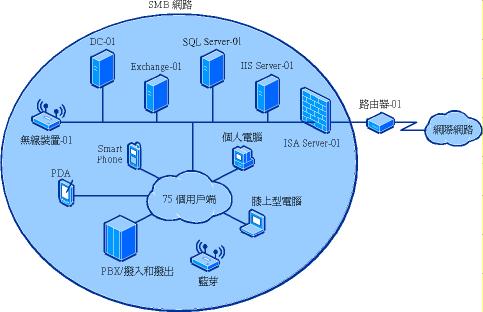 SMB 網路
DC-01
SQL Server-01
Exchange-01
IIS Server-01
路由器-01
網際網路
無線裝置-01
Smart
Phone
個人電腦
ISA Server-01
PDA
75 個用戶端
膝上型電腦
PBX/撥入和撥出
藍芽